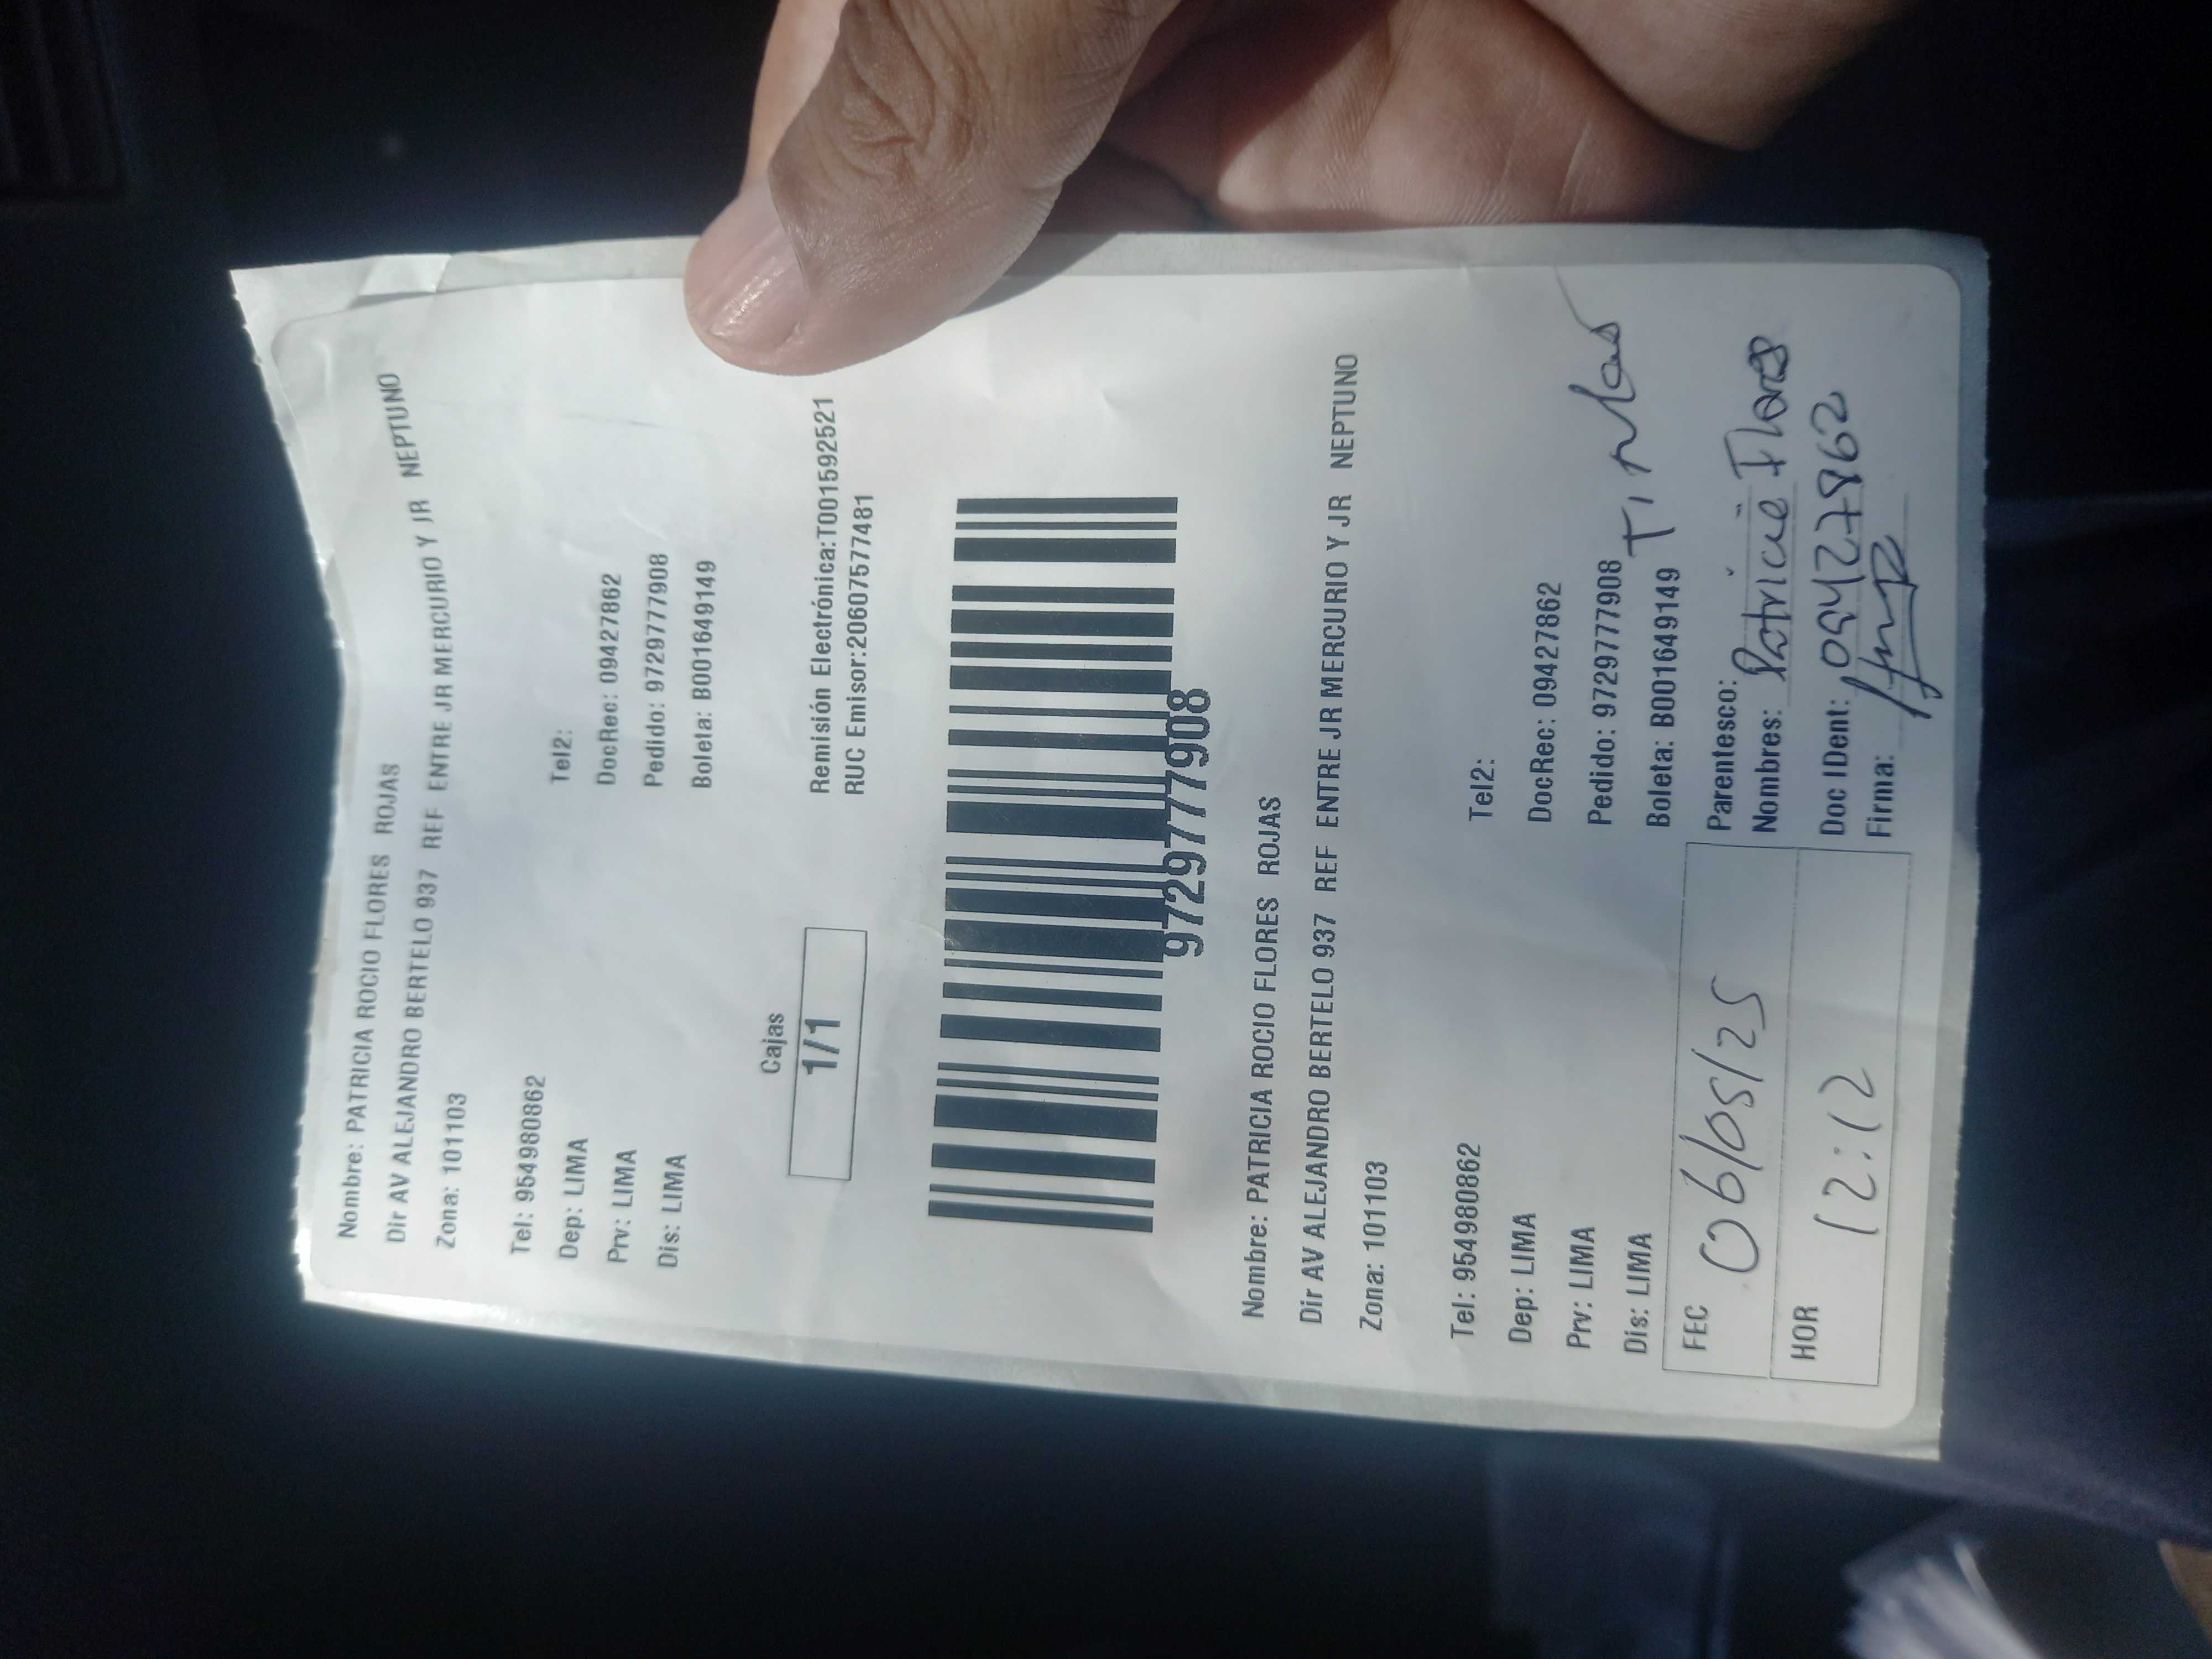 Nombre: PATRICIA ROCIO FLORES ROJAS
Dir AV ALEJANDRO BERTELO 937 REF ENTRE JR MERCURIO Y JR NEPTUNO
Zona: 101103
Tel: 954980862 Tel2:
Dep: LIMA DocRec: 09427862
Prv: LIMA Pedido: 9729777908
Dis: LIMA Boleta: B001649149
Cajas
1/1
Remisión Electrónica:T001592521
RUC Emisor:20607577481
9729777908
Nombre: PATRICIA ROCIO FLORES ROJAS
Dir AV ALEJANDRO BERTELO 937 REF ENTRE JR MERCURIO Y JR NEPTUNO
Zona: 101103
Tel: 954980862 Tel2:
Dep: LIMA DocRec: 09427862
Prv: LIMA Pedido: 9729777908
Dis: LIMA Boleta: B001649149
FEC 06/05/25
HOR 12:12
Parentesco:
Nombres: Patricia Flores
Doc IDent: 09427862
Firma: